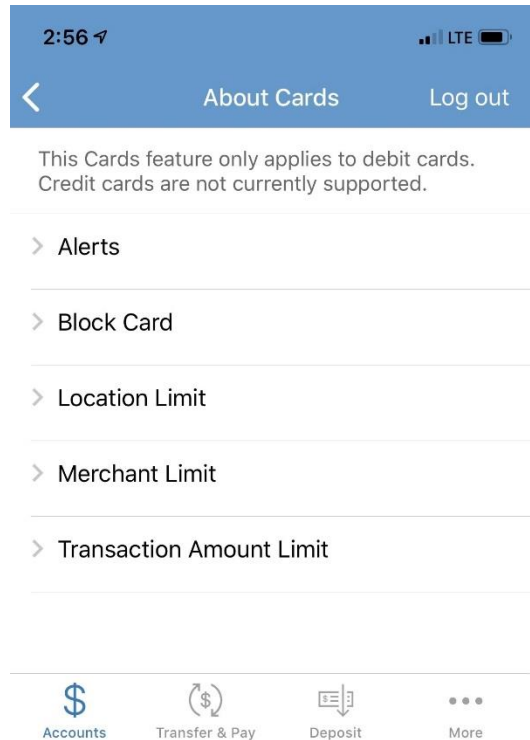 2:56
LTE
About Cards
Log out
This Cards feature only applies to debit cards.
Credit cards are not currently supported.
Alerts
Block Card
Location Limit
Merchant Limit
Transaction Amount Limit
Accounts
Transfer & Pay
Deposit
More